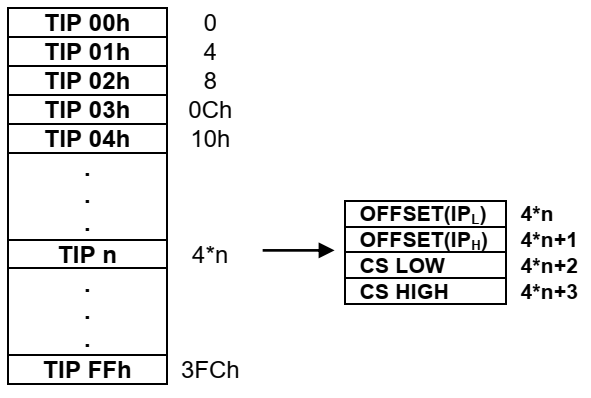 TIP 00h 0
TIP 01h 4
TIP 02h 8
TIP 03h 0Ch
TIP 04h 10h
.
.
.
TIP n 4*n
.
.
.
TIP FFh 3FCh
OFFSET(IPL) 4*n
OFFSET(IPH) 4*n+1
CS LOW 4*n+2
CS HIGH 4*n+3